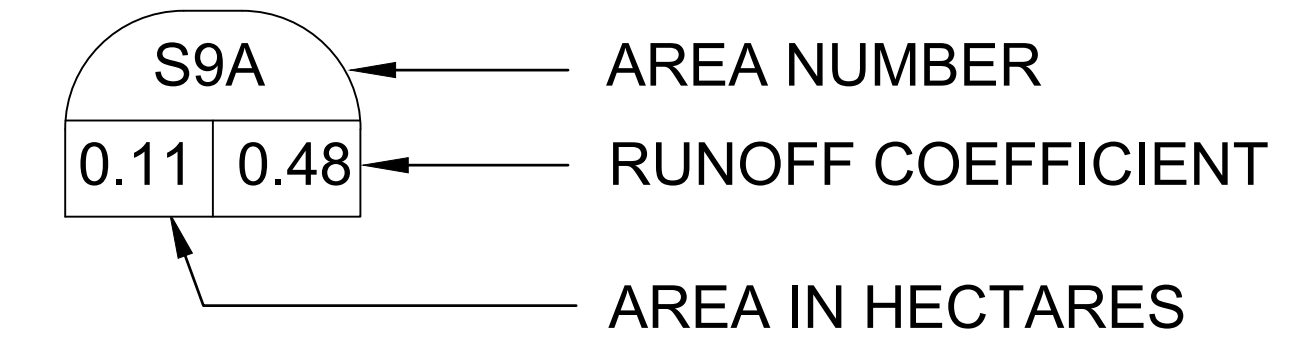 S9A AREA NUMBER
0.11 0.48 RUNOFF COEFFICIENT
AREA IN HECTARES